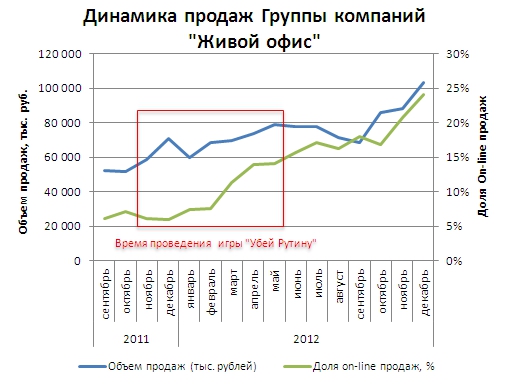 Динамика продаж Группы компаний
"Живой офис"
120 000
100 000
80 000
60 000
40 000
20 000
0
Объем продаж, тыс. руб.
30%
25%
20%
15%
10%
5%
0%
Доля On-line продаж
Время проведения игры "Убей Рутину"
сентябрь
октябрь
ноябрь
декабрь
январь
февраль
март
апрель
май
июнь
июль
август
сентябрь
октябрь
ноябрь
декабрь
2011
2012
Объем продаж (тыс. рублей)
Доля on-line продаж, %